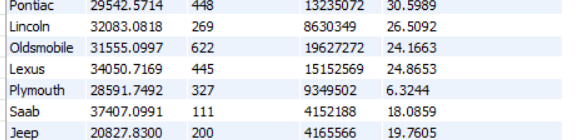 Pontiac 29542.5714 448 13235072 30.5989
Lincoln 32083.0818 269 8630349 26.5092
Oldsmobile 31555.0997 622 19627272 24.1663
Lexus 34050.7169 445 15152569 24.8653
Plymouth 28591.7492 327 9349502 6.3244
Saab 37407.0991 111 4152188 18.0859
Jeep 20827.8300 200 4165566 19.7605